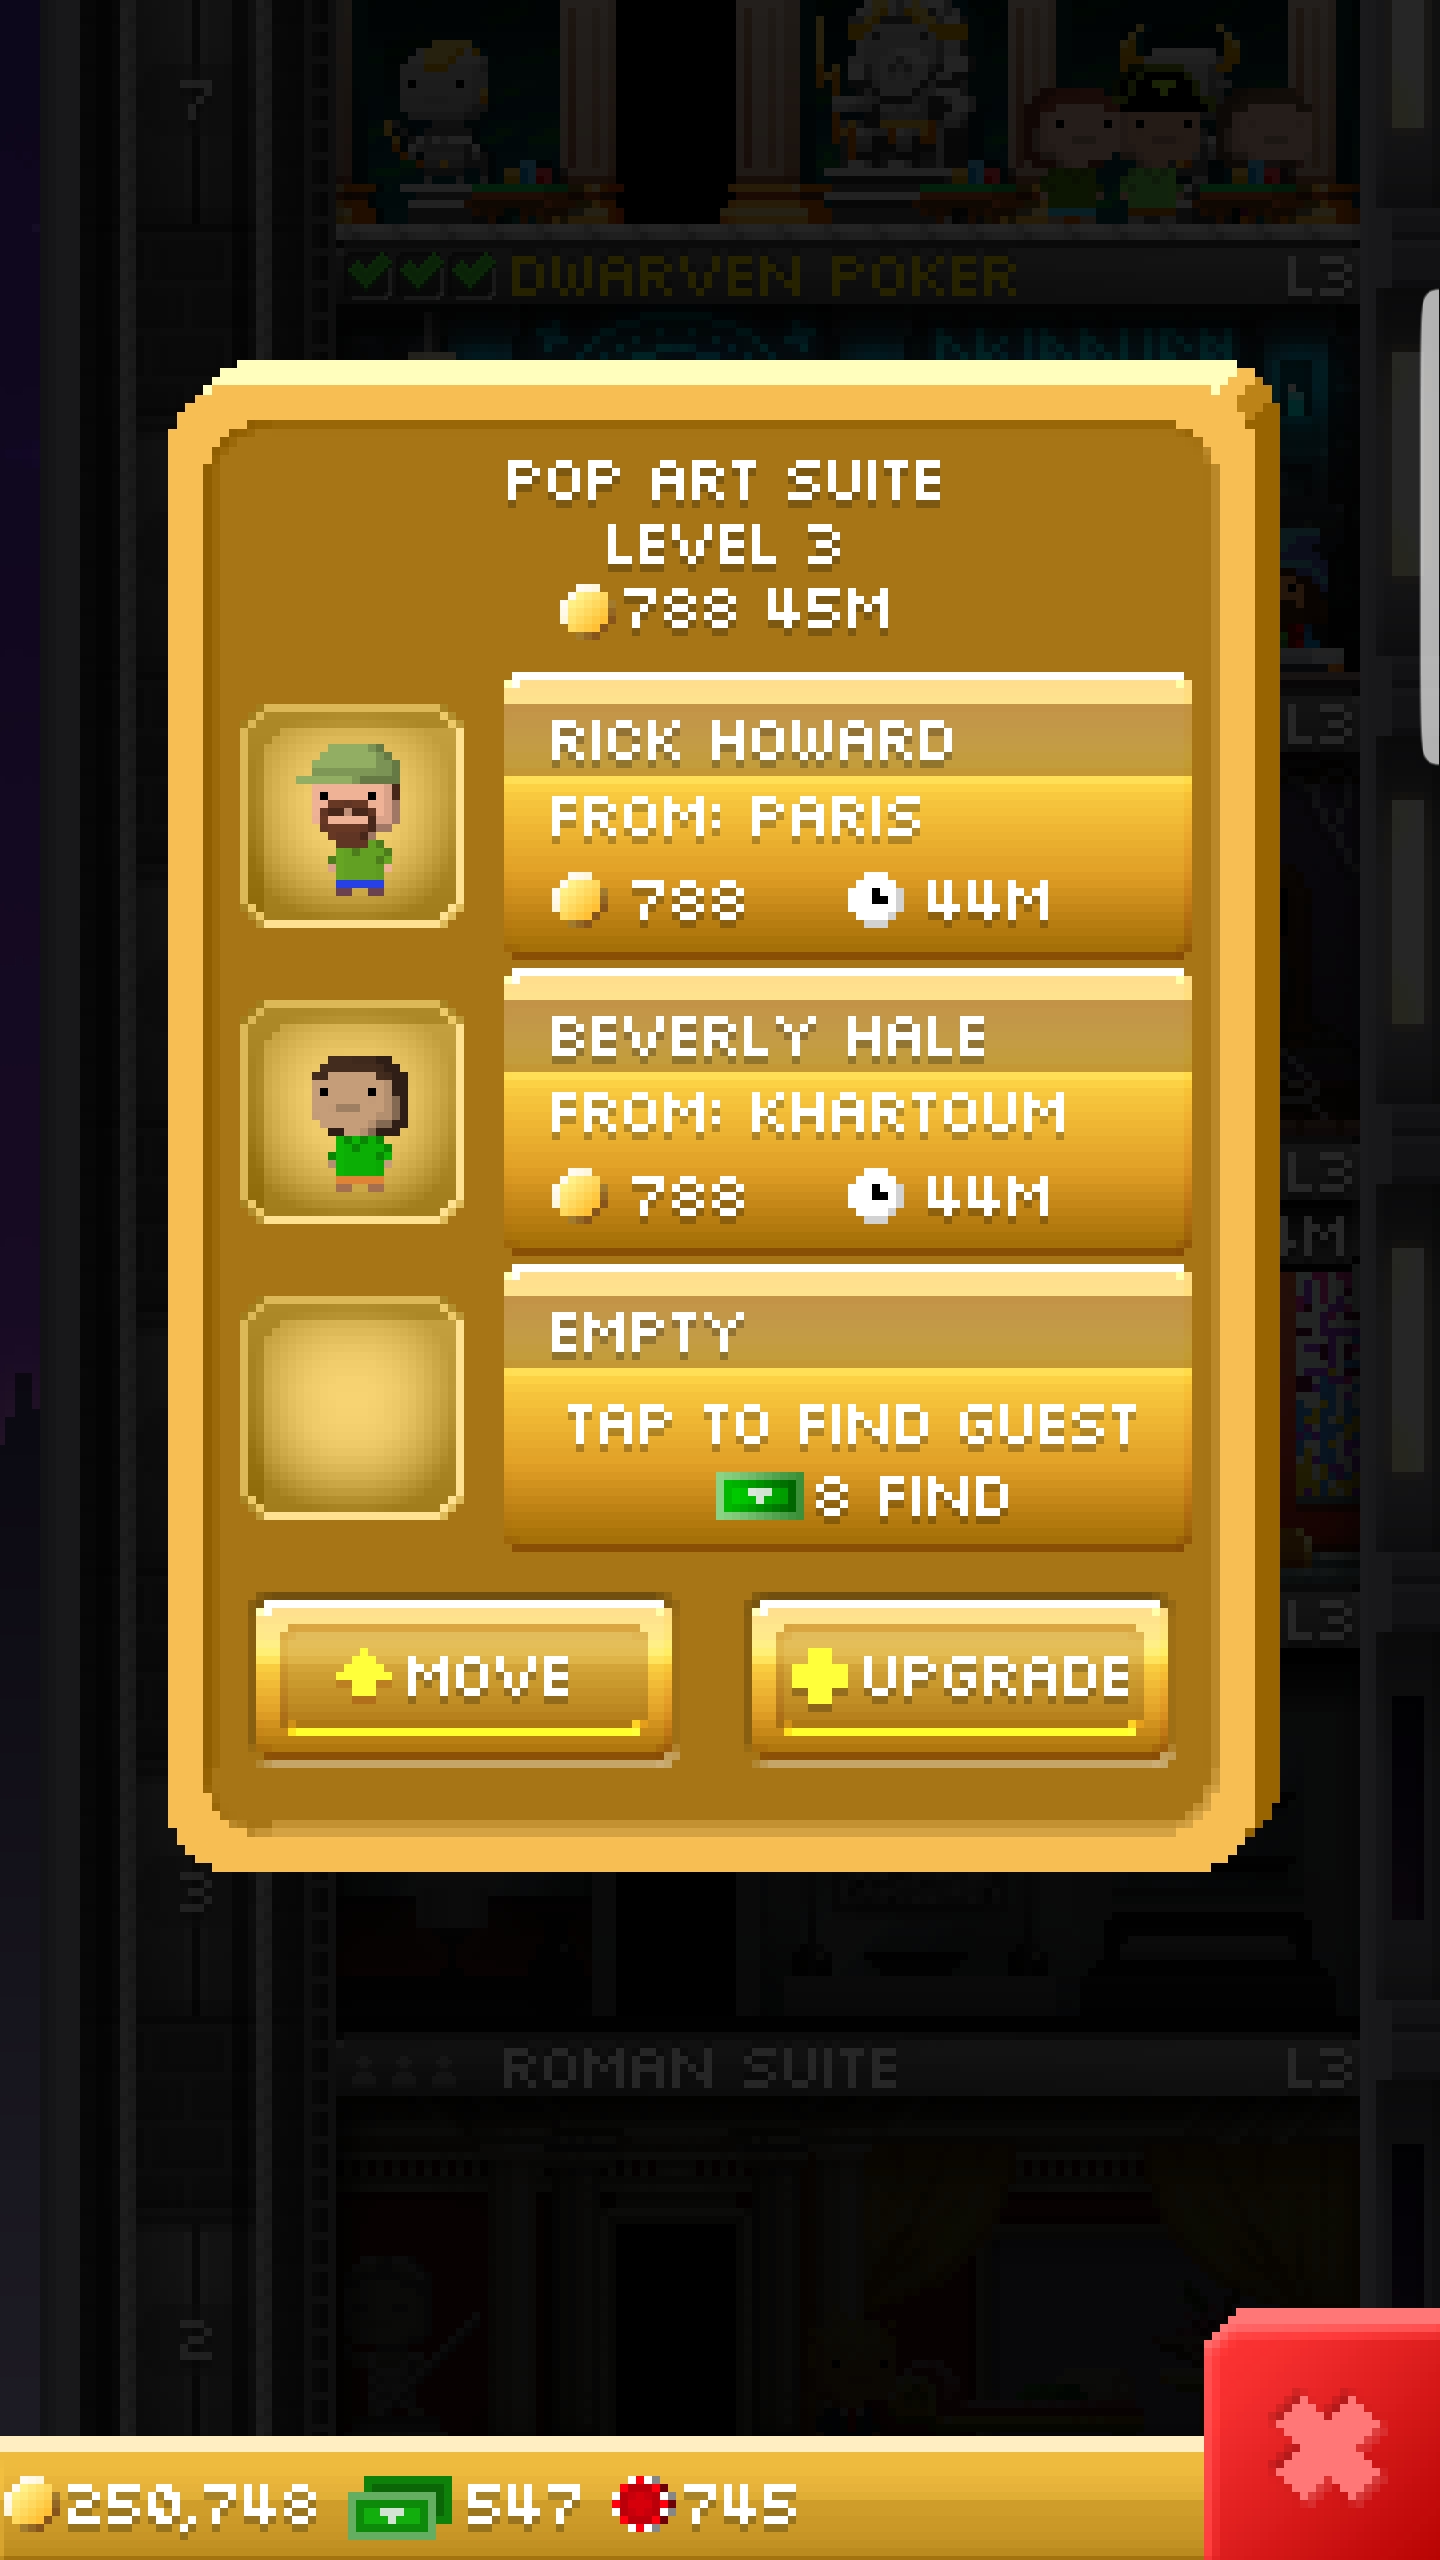 7
DWARVEN POKER L3
POP ART SUITE
LEVEL 3
788 45M
RICK HOWARD
L3
FROM: PARIS
788 44M
BEVERLY HALE
FROM: KHARTOUM
L3
788 44M
EMPTY
TAP TO FIND GUEST
8 FIND
L3
MOVE UPGRADE
3
ROMAN SUITE L3
2
250,748 547 745